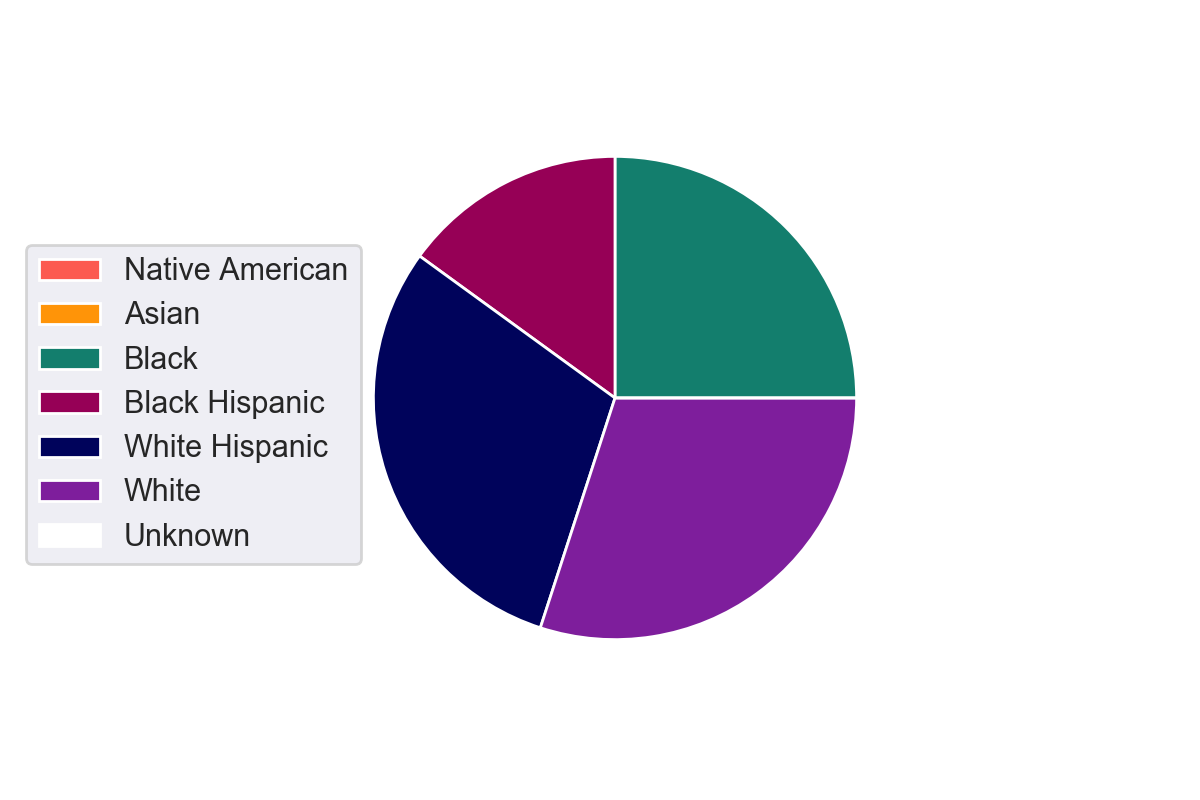 Native American
Asian
Black
Black Hispanic
White Hispanic
White
Unknown